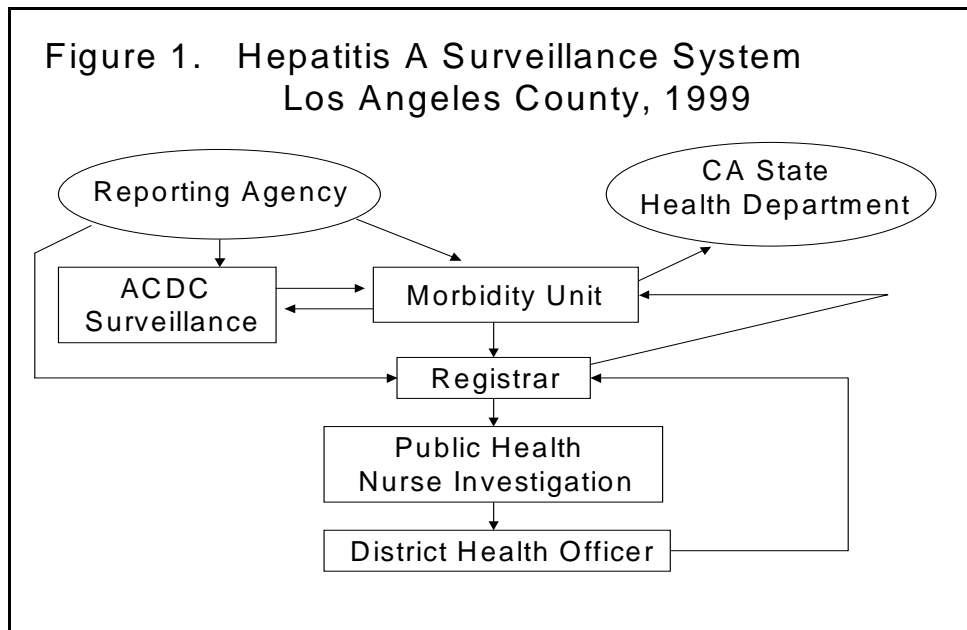 Figure 1. Hepatitis A Surveillance System
Los Angeles County, 1999
Reporting Agency
CA State
Health Department
ACDC
Surveillance
Morbidity Unit
Registrar
Public Health
Nurse Investigation
District Health Officer